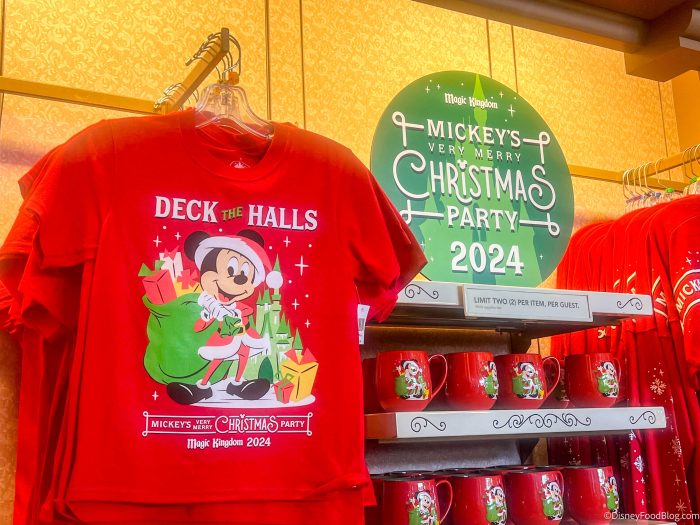 DECK THE HALLS
MICKEY'S VERY MERRY CHRISTMAS PARTY
Magic Kingdom 2024
Magic Kingdom
MICKEY'S
VERY MERRY
CHRISTMAS
PARTY
2024
LIMIT TWO (2) PER ITEM, PER GUEST.
©DisneyFoodBlog.com